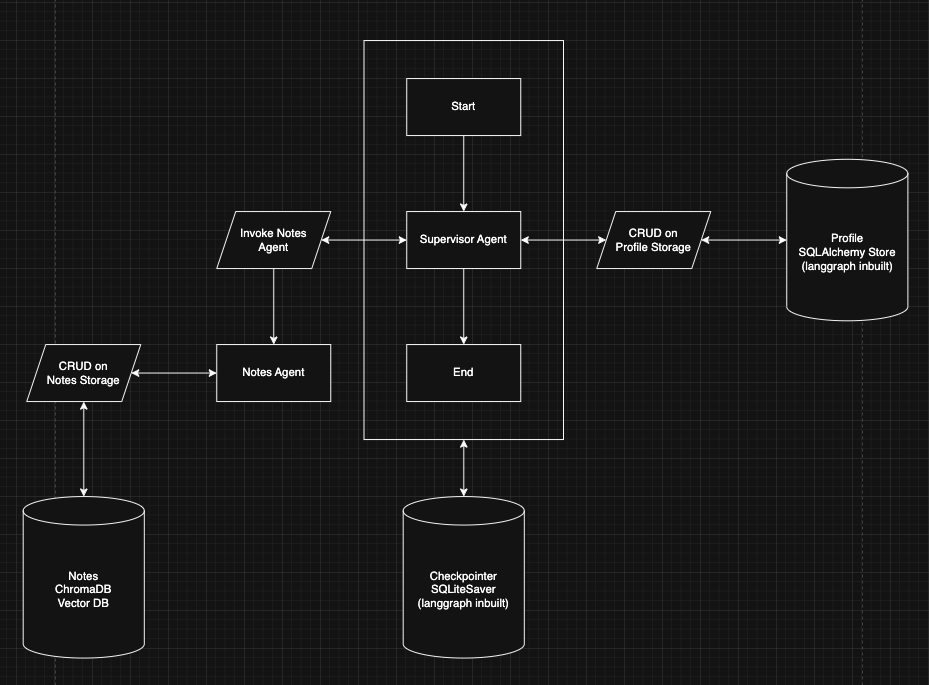 Start
Invoke Notes
Agent
Supervisor Agent
CRUD on
Profile Storage
Profile
SQLAlchemy Store
(langgraph inbuilt)
CRUD on
Notes Storage
Notes Agent
End
Notes
ChromaDB
Vector DB
Checkpointer
SQLiteSaver
(langgraph inbuilt)